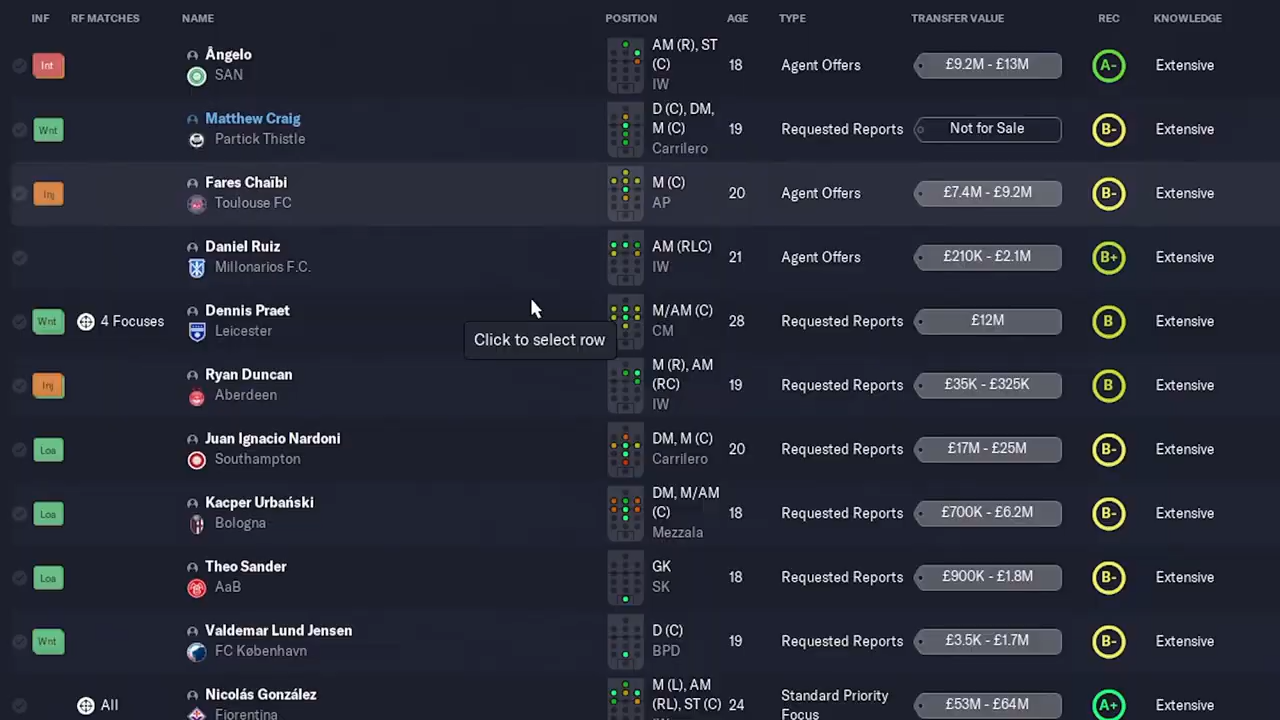 INF RF MATCHES NAME POSITION AGE TYPE TRANSFER VALUE REC KNOWLEDGE
Int Ângelo SAN AM (R), ST (C) IW 18 Agent Offers £9.2M - £13M A- Extensive
Wnt Matthew Craig Partick Thistle D (C), DM, M (C) Carrilero 19 Requested Reports Not for Sale B- Extensive
Inj Fares Chaïbi Toulouse FC M (C) AP 20 Agent Offers £7.4M - £9.2M B- Extensive
Daniel Ruiz Millonarios F.C. AM (RLC) IW 21 Agent Offers £210K - £2.1M B+ Extensive
Wnt 4 Focuses Dennis Praet Leicester M/AM (C) CM 28 Requested Reports £12M B Extensive
Click to select row
Inj Ryan Duncan Aberdeen M (R), AM (RC) IW 19 Requested Reports £35K - £325K B Extensive
Loa Juan Ignacio Nardoni Southampton DM, M (C) Carrilero 20 Requested Reports £17M - £25M B- Extensive
Loa Kacper Urbański Bologna DM, M/AM (C) Mezzala 18 Requested Reports £700K - £6.2M B- Extensive
Loa Theo Sander AaB GK SK 18 Requested Reports £900K - £1.8M B- Extensive
Wnt Valdemar Lund Jensen FC København D (C) BPD 19 Requested Reports £3.5K - £1.7M B- Extensive
All Nicolás González Fiorentina M (L), AM (RL), ST (C) 24 Standard Priority Focus £53M - £64M A+ Extensive